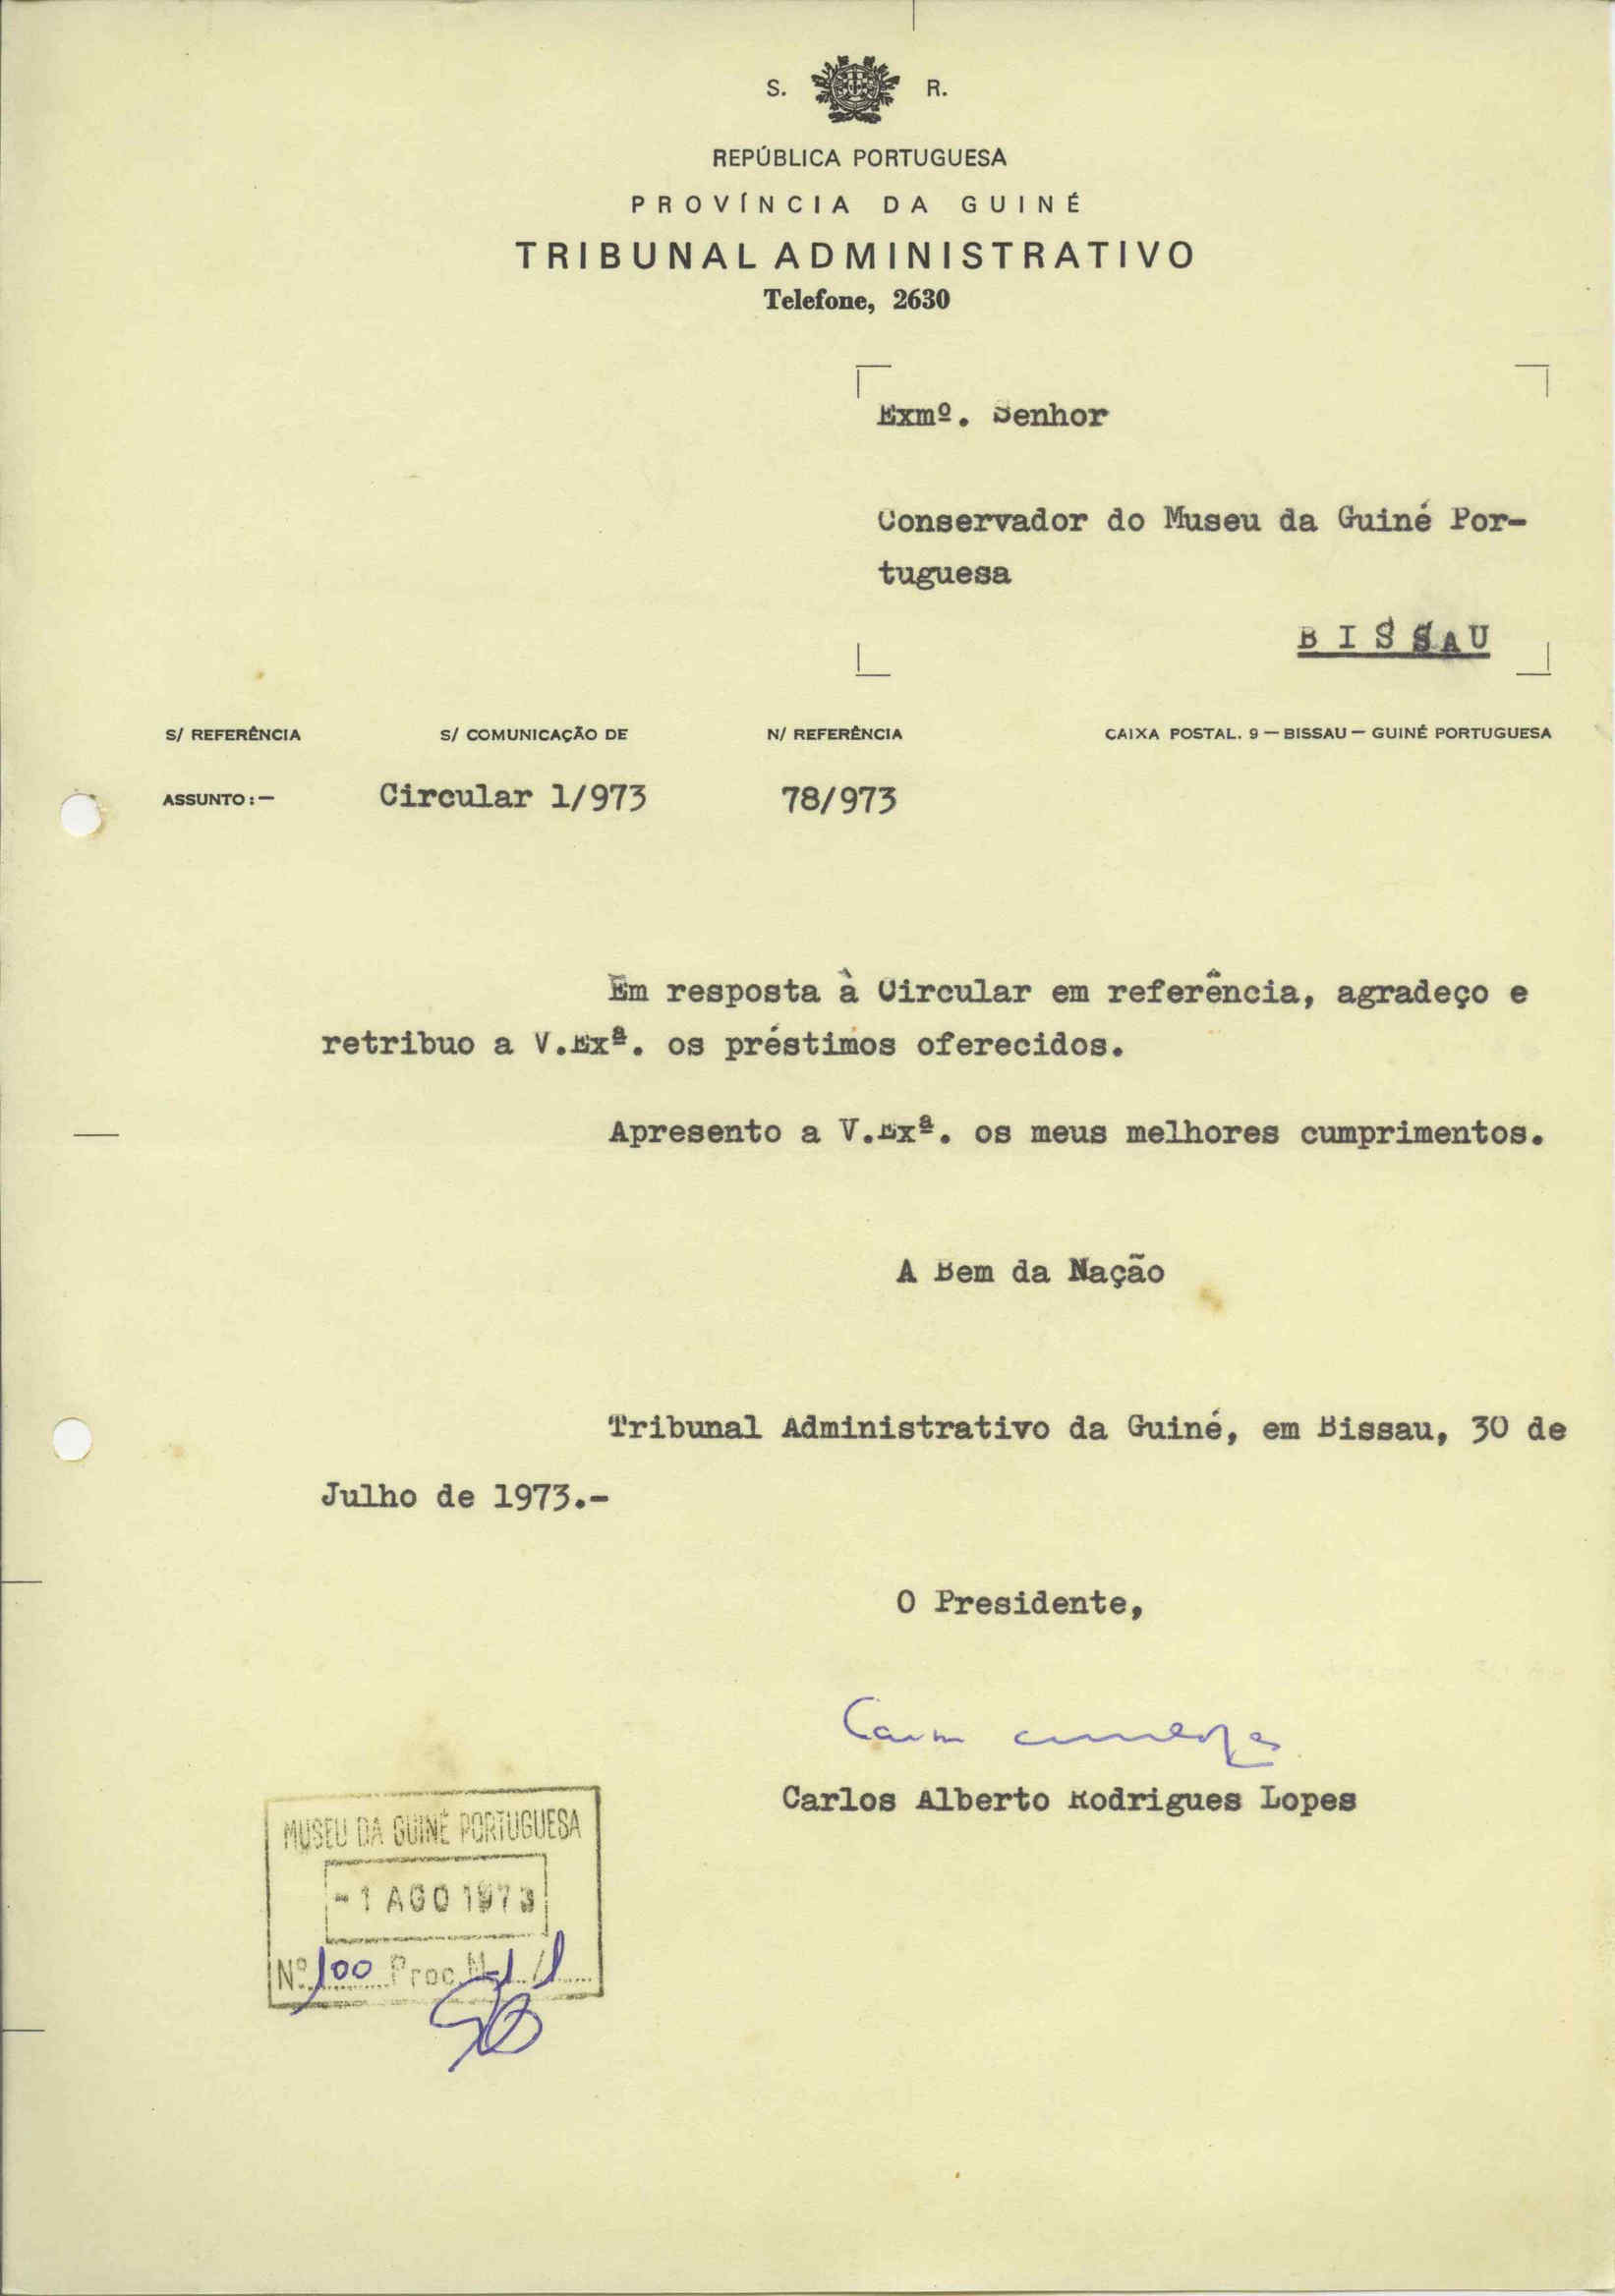 S. R.
REPÚBLICA PORTUGUESA
PROVÍNCIA DA GUINÉ
TRIBUNAL ADMINISTRATIVO
Telefone, 2630
Exmº. Senhor
Conservador do Museu da Guiné Por-
tuguesa
BISSAU
S/ REFERÊNCIA S/ COMUNICAÇÃO DE N/ REFERÊNCIA CAIXA POSTAL. 9 — BISSAU — GUINÉ PORTUGUESA
ASSUNTO:— Circular 1/973 78/973
Em resposta à Circular em referência, agradeço e
retribuo a V.Exª. os préstimos oferecidos.
Apresento a V.Exª. os meus melhores cumprimentos.
A Bem da Nação
Tribunal Administrativo da Guiné, em Bissau, 30 de
Julho de 1973.-
O Presidente,
Carlos Alberto Rodrigues Lopes
MUSEU DA GUINÉ PORTUGUESA
-1 AGO 1973
Nº 100 Proc.